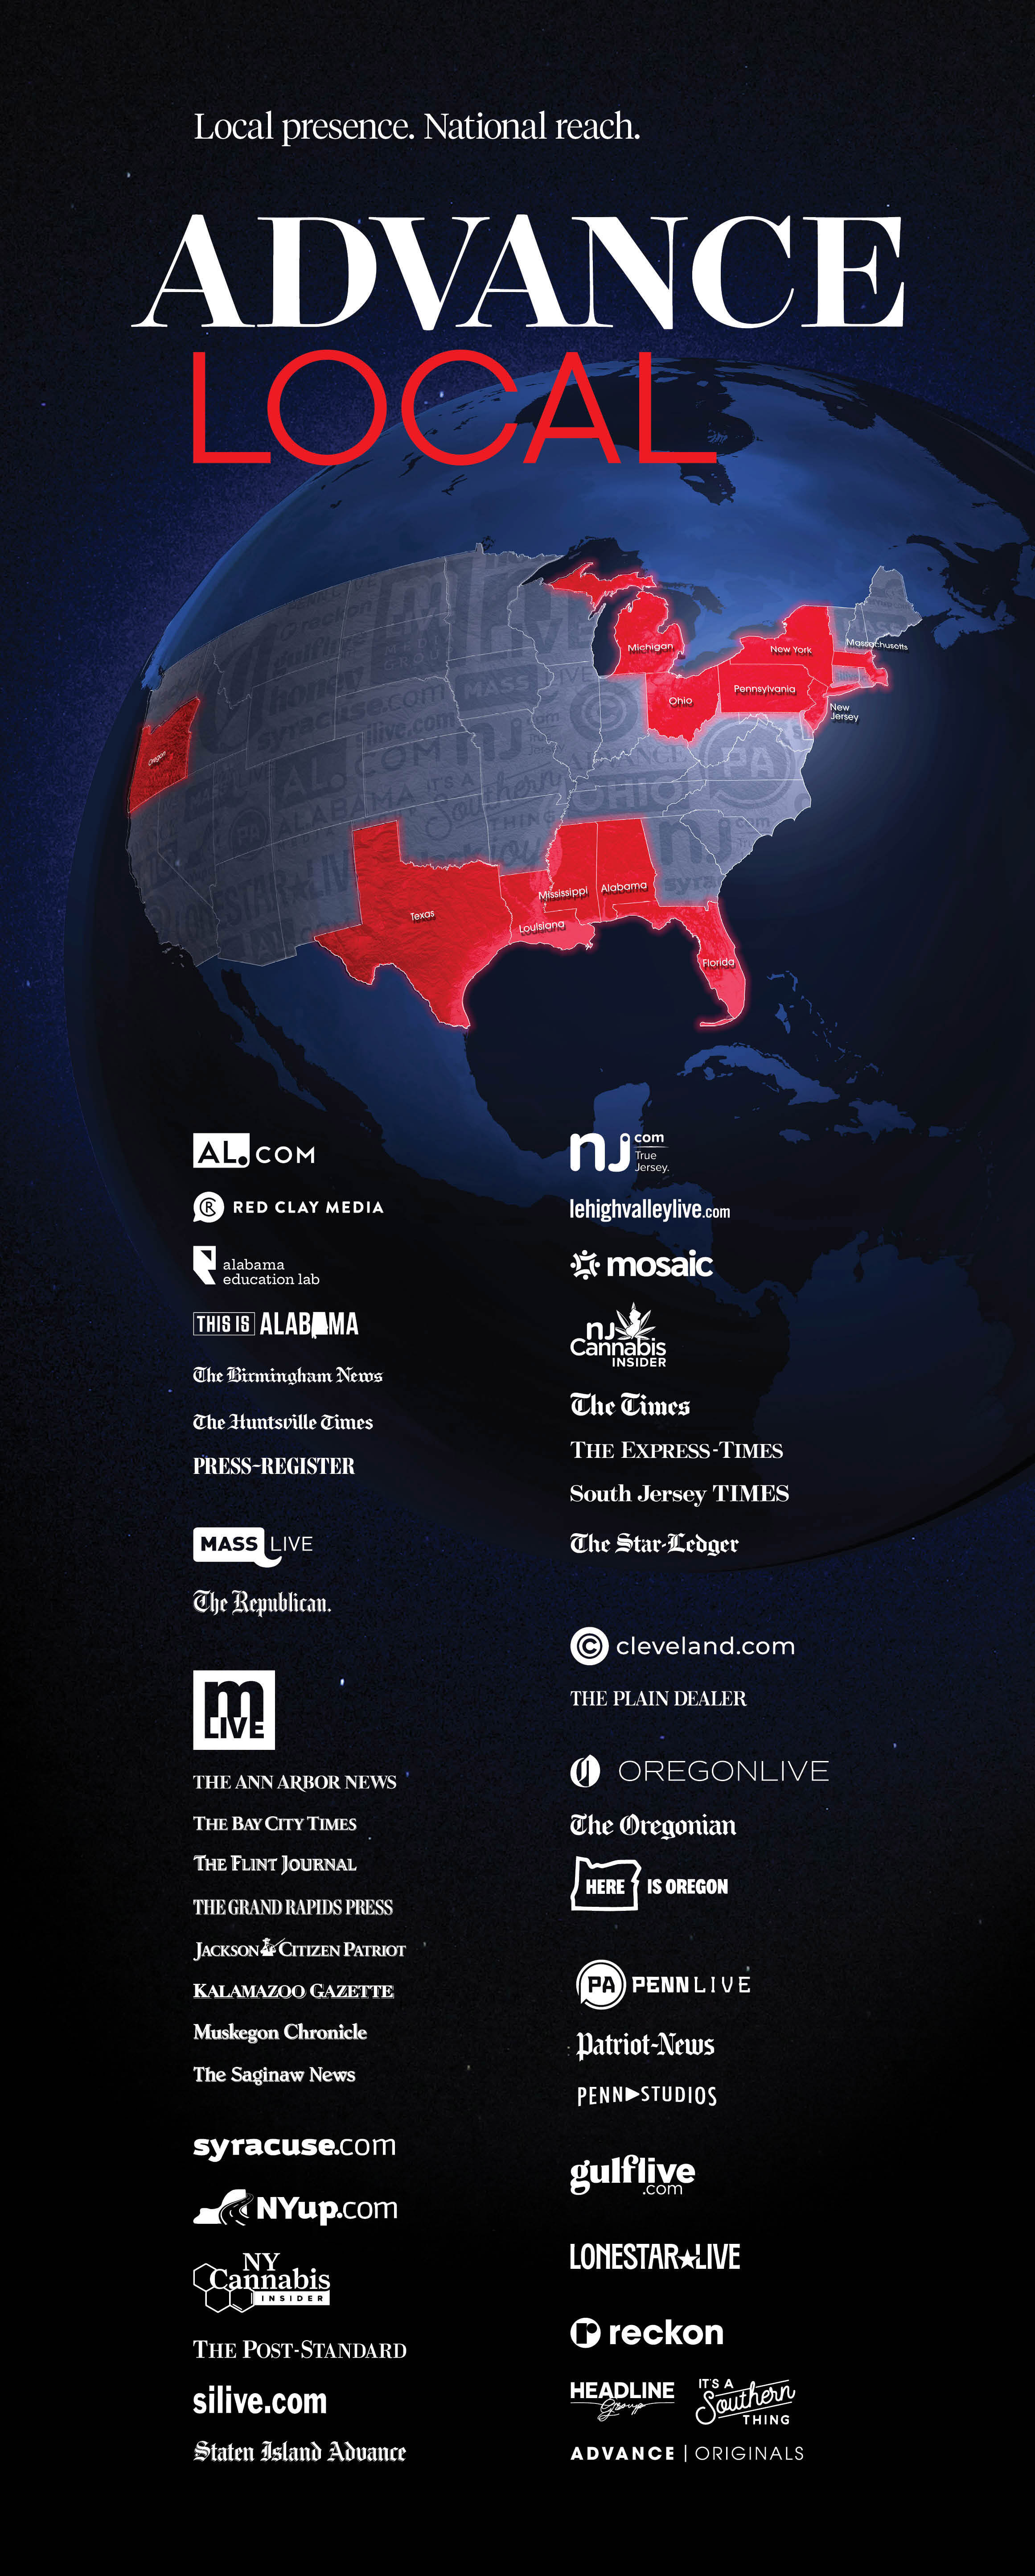 Local presence. National reach.
ADVANCE
LOCAL
Michigan
New York
Massachusetts
Ohio
Pennsylvania
New
Jersey
Oregon
Texas
Mississippi
Alabama
Louisiana
Florida
AL.COM
RED CLAY MEDIA
alabama
education lab
THIS IS ALABAMA
The Birmingham News
The Huntsville Times
PRESS-REGISTER
MASS LIVE
The Republican.
m
LIVE
THE ANN ARBOR NEWS
THE BAY CITY TIMES
THE FLINT JOURNAL
THE GRAND RAPIDS PRESS
JACKSON CITIZEN PATRIOT
KALAMAZOO GAZETTE
Muskegon Chronicle
The Saginaw News
syracuse.com
NYup.com
NY
Cannabis
INSIDER
THE POST-STANDARD
silive.com
Staten Island Advance
nj com
True
Jersey.
lehighvalleylive.com
mosaic
nj
Cannabis
INSIDER
The Times
THE EXPRESS-TIMES
South Jersey TIMES
The Star-Ledger
C cleveland.com
THE PLAIN DEALER
O OREGONLIVE
The Oregonian
HERE IS OREGON
PA PENNLIVE
Patriot-News
PENN STUDIOS
gulflive
.com
LONESTAR LIVE
r reckon
HEADLINE
Group
IT'S A
Southern
THING
ADVANCE | ORIGINALS